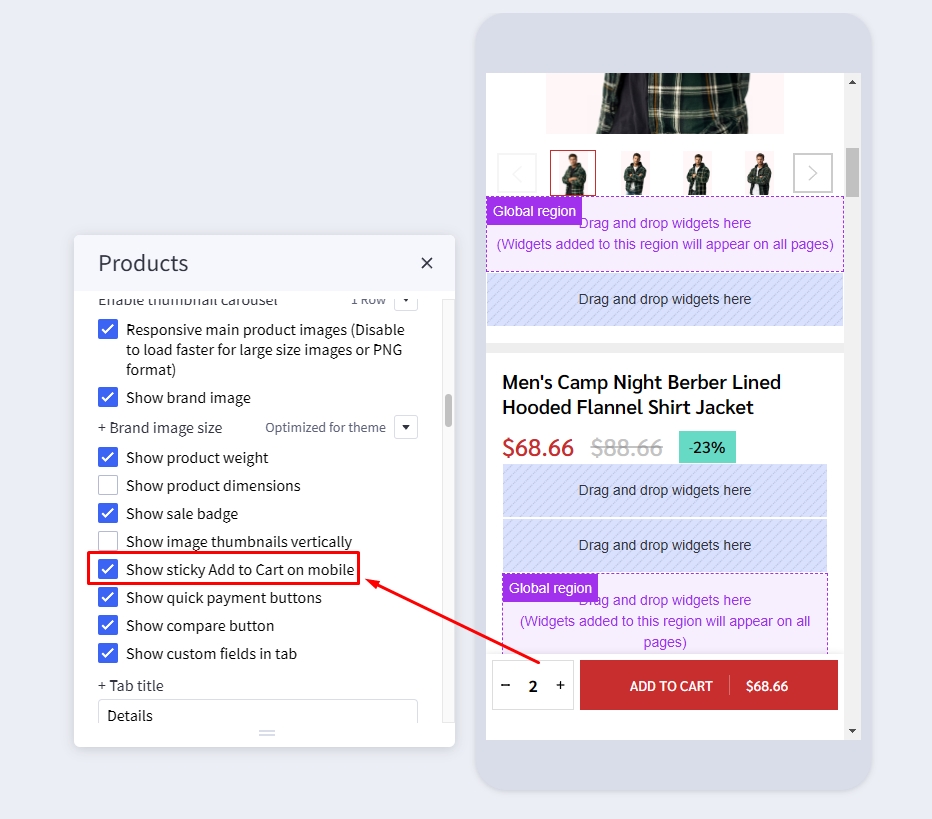 Products
Enable thumbnail carousel
1 Row
Responsive main product images (Disable
to load faster for large size images or PNG
format)
Show brand image
+ Brand image size
Optimized for theme
Show product weight
Show product dimensions
Show sale badge
Show image thumbnails vertically
Show sticky Add to Cart on mobile
Show quick payment buttons
Show compare button
Show custom fields in tab
+ Tab title
Details
Global region
Drag and drop widgets here
(Widgets added to this region will appear on all pages)
Drag and drop widgets here
Men's Camp Night Berber Lined
Hooded Flannel Shirt Jacket
$68.66 $88.66 -23%
Drag and drop widgets here
Drag and drop widgets here
Global region
Drag and drop widgets here
(Widgets added to this region will appear on all
pages)
− 2 +
ADD TO CART $68.66